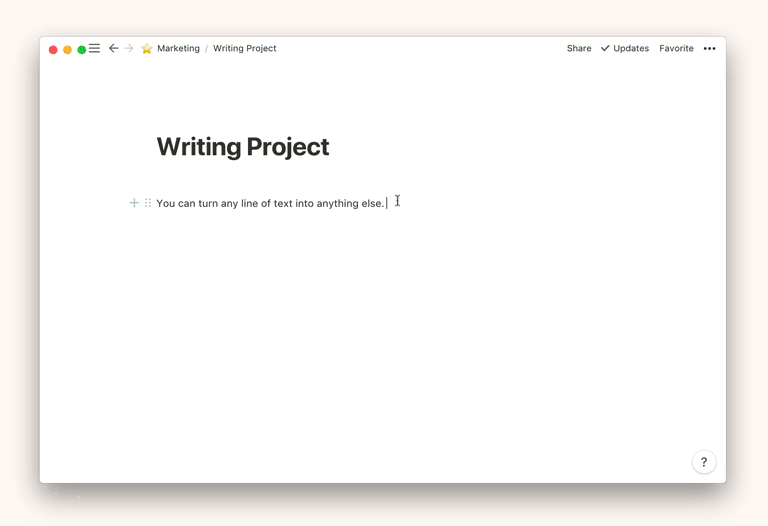 Marketing / Writing Project
Share Updates Favorite •••
Writing Project
You can turn any line of text into anything else.
?